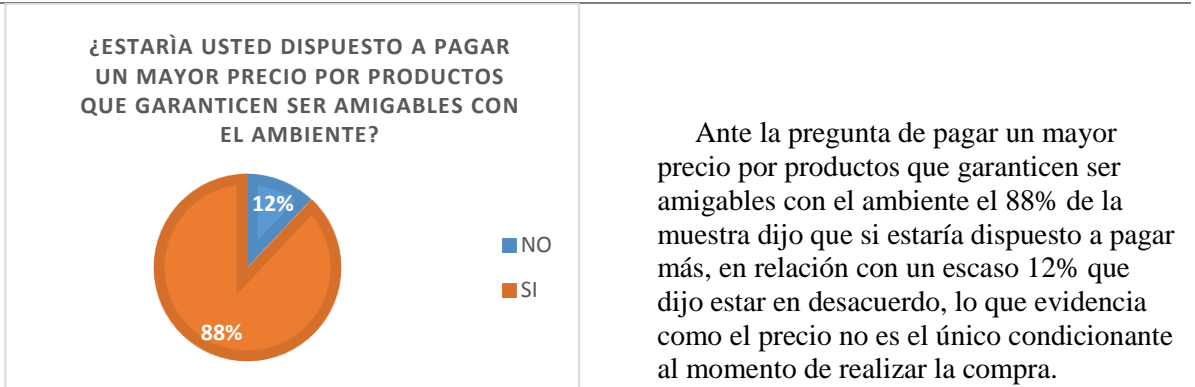 ¿ESTARÌA USTED DISPUESTO A PAGAR
UN MAYOR PRECIO POR PRODUCTOS
QUE GARANTICEN SER AMIGABLES CON
EL AMBIENTE?
12%
88%
NO
SI
Ante la pregunta de pagar un mayor
precio por productos que garanticen ser
amigables con el ambiente el 88% de la
muestra dijo que si estaría dispuesto a pagar
más, en relación con un escaso 12% que
dijo estar en desacuerdo, lo que evidencia
como el precio no es el único condicionante
al momento de realizar la compra.